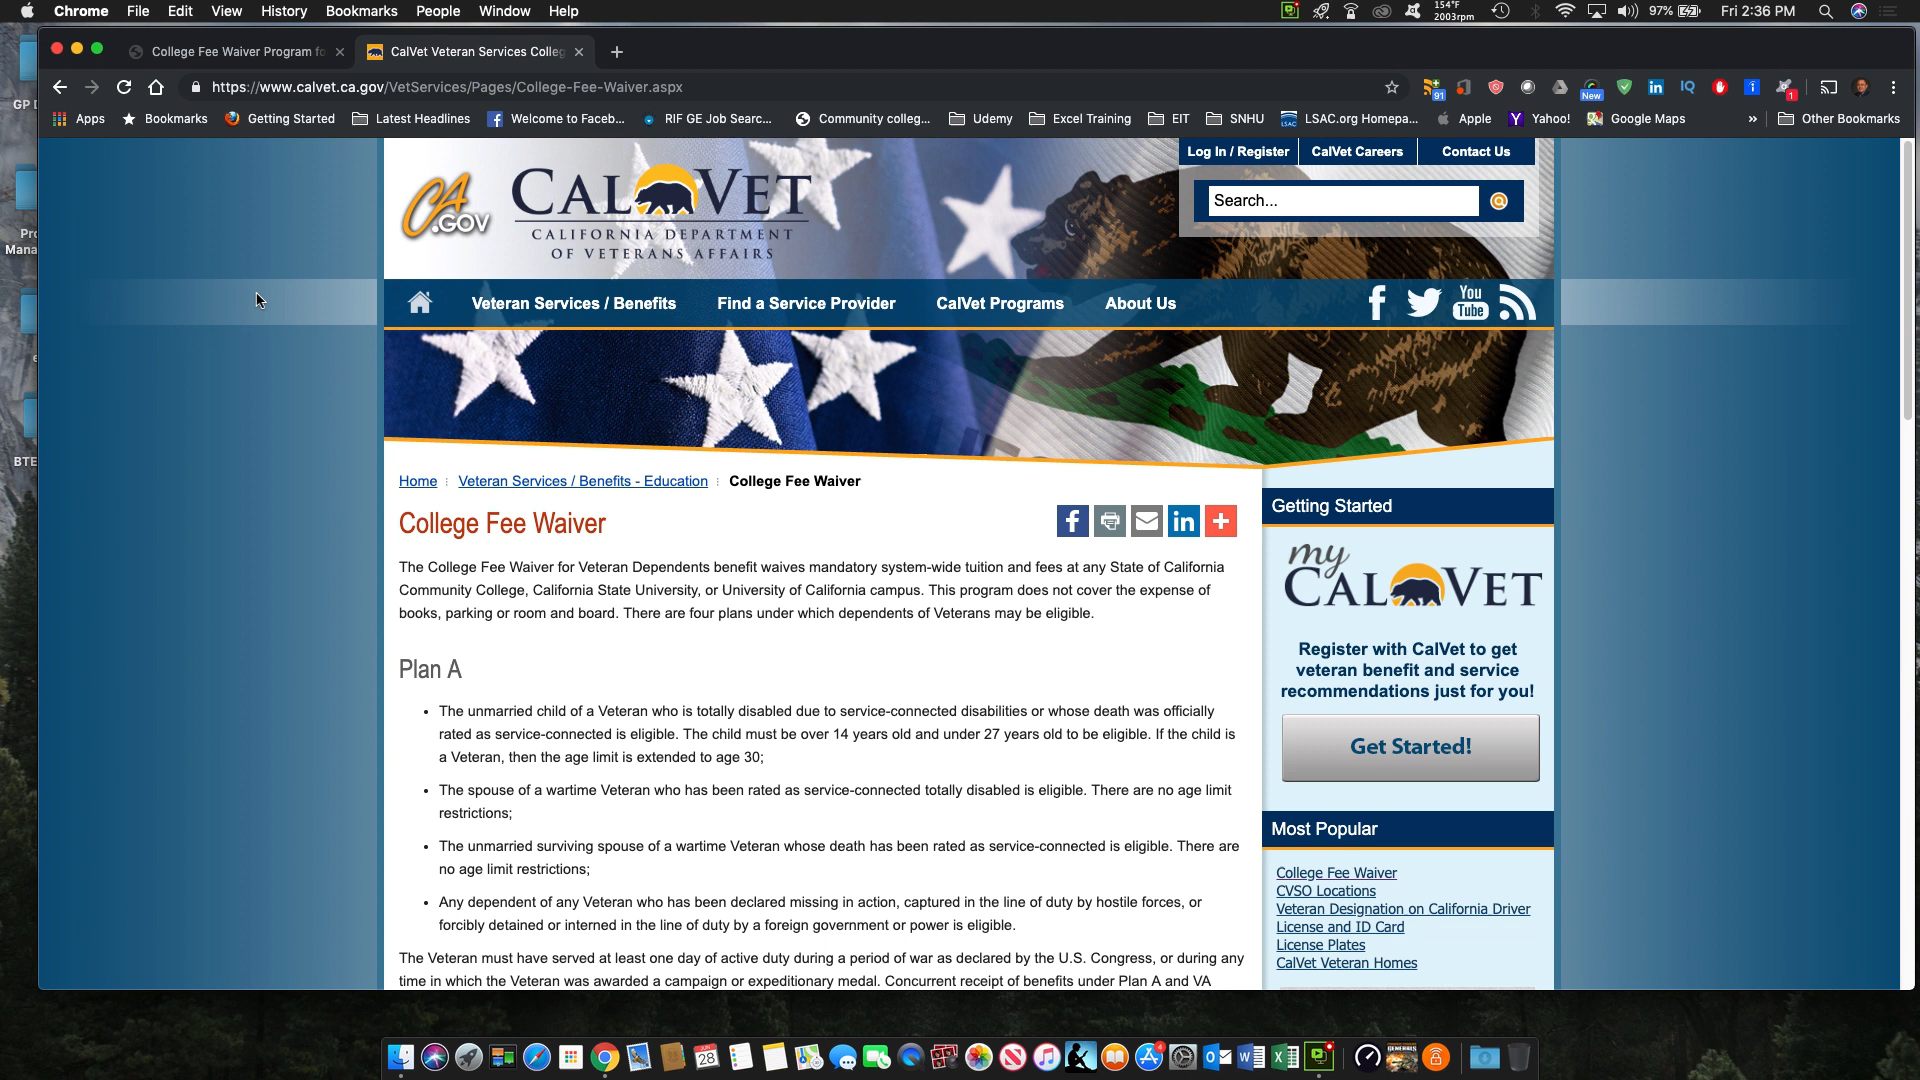 Chrome File Edit View History Bookmarks People Window Help
154°F
2003rpm
97%
Fri 2:36 PM
College Fee Waiver Program fo
CalVet Veteran Services Colleg
https://www.calvet.ca.gov/VetServices/Pages/College-Fee-Waiver.aspx
91
New
1
Apps Bookmarks Getting Started Latest Headlines Welcome to Faceb... RIF GE Job Searc... Community colleg... Udemy Excel Training EIT SNHU LSAC.org Homepa... Apple Yahoo! Google Maps » Other Bookmarks
GP
Pro
Mana
e
BTE
Log In / Register CalVet Careers Contact Us
CA.GOV
CALVET
CALIFORNIA DEPARTMENT
OF VETERANS AFFAIRS
Search...
Veteran Services / Benefits Find a Service Provider CalVet Programs About Us
You
Tube
Home Veteran Services / Benefits - Education College Fee Waiver
College Fee Waiver
The College Fee Waiver for Veteran Dependents benefit waives mandatory system-wide tuition and fees at any State of California
Community College, California State University, or University of California campus. This program does not cover the expense of
books, parking or room and board. There are four plans under which dependents of Veterans may be eligible.
Plan A
• The unmarried child of a Veteran who is totally disabled due to service-connected disabilities or whose death was officially
rated as service-connected is eligible. The child must be over 14 years old and under 27 years old to be eligible. If the child is
a Veteran, then the age limit is extended to age 30;
• The spouse of a wartime Veteran who has been rated as service-connected totally disabled is eligible. There are no age limit
restrictions;
• The unmarried surviving spouse of a wartime Veteran whose death has been rated as service-connected is eligible. There are
no age limit restrictions;
• Any dependent of any Veteran who has been declared missing in action, captured in the line of duty by hostile forces, or
forcibly detained or interned in the line of duty by a foreign government or power is eligible.
The Veteran must have served at least one day of active duty during a period of war as declared by the U.S. Congress, or during any
time in which the Veteran was awarded a campaign or expeditionary medal. Concurrent receipt of benefits under Plan A and VA
Getting Started
my
CALVET
Register with CalVet to get
veteran benefit and service
recommendations just for you!
Get Started!
Most Popular
College Fee Waiver
CVSO Locations
Veteran Designation on California Driver
License and ID Card
License Plates
CalVet Veteran Homes
JUN
28
4